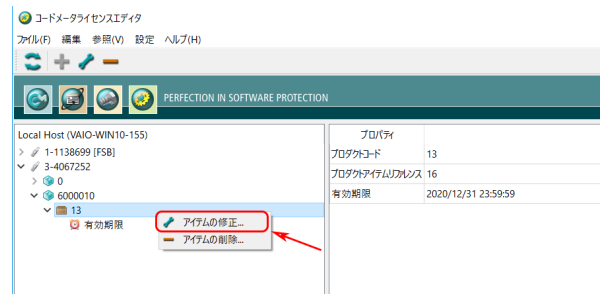 コードメータライセンスエディタ
ファイル(F) 編集 参照(V) 設定 ヘルプ(H)
PERFECTION IN SOFTWARE PROTECTION
Local Host (VAIO-WIN10-155)
1-1138699 [FSB]
3-4067252
0
6000010
13
有効期限
アイテムの修正...
アイテムの削除...
プロパティ
プロダクトコード 13
プロダクトアイテムリファレンス 16
有効期限 2020/12/31 23:59:59